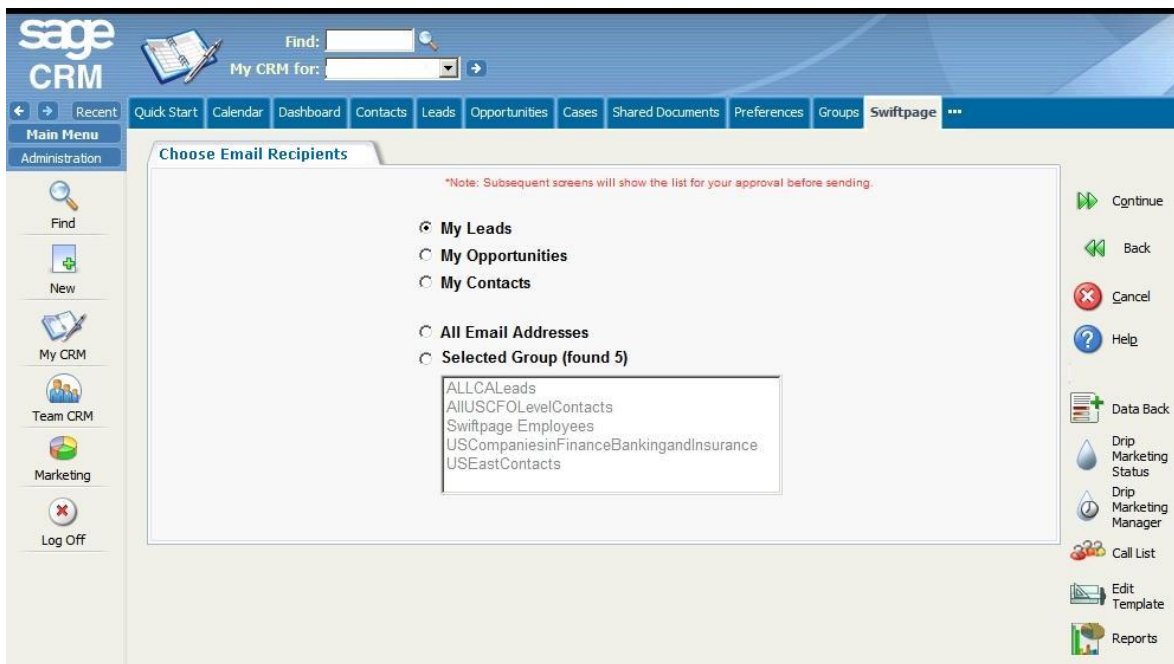 sage
CRM
Find:
My CRM for:
Recent
Quick Start Calendar Dashboard Contacts Leads Opportunities Cases Shared Documents Preferences Groups Swiftpage
Main Menu
Administration
Choose Email Recipients
*Note: Subsequent screens will show the list for your approval before sending.
Find
New
My CRM
Team CRM
Marketing
Log Off
My Leads
My Opportunities
My Contacts
All Email Addresses
Selected Group (found 5)
ALLCALeads
AllUSCFOLevelContacts
Swiftpage Employees
USCompaniesinFinanceBankingandInsurance
USEastContacts
Continue
Back
Cancel
Help
Data Back
Drip
Marketing
Status
Drip
Marketing
Manager
Call List
Edit
Template
Reports